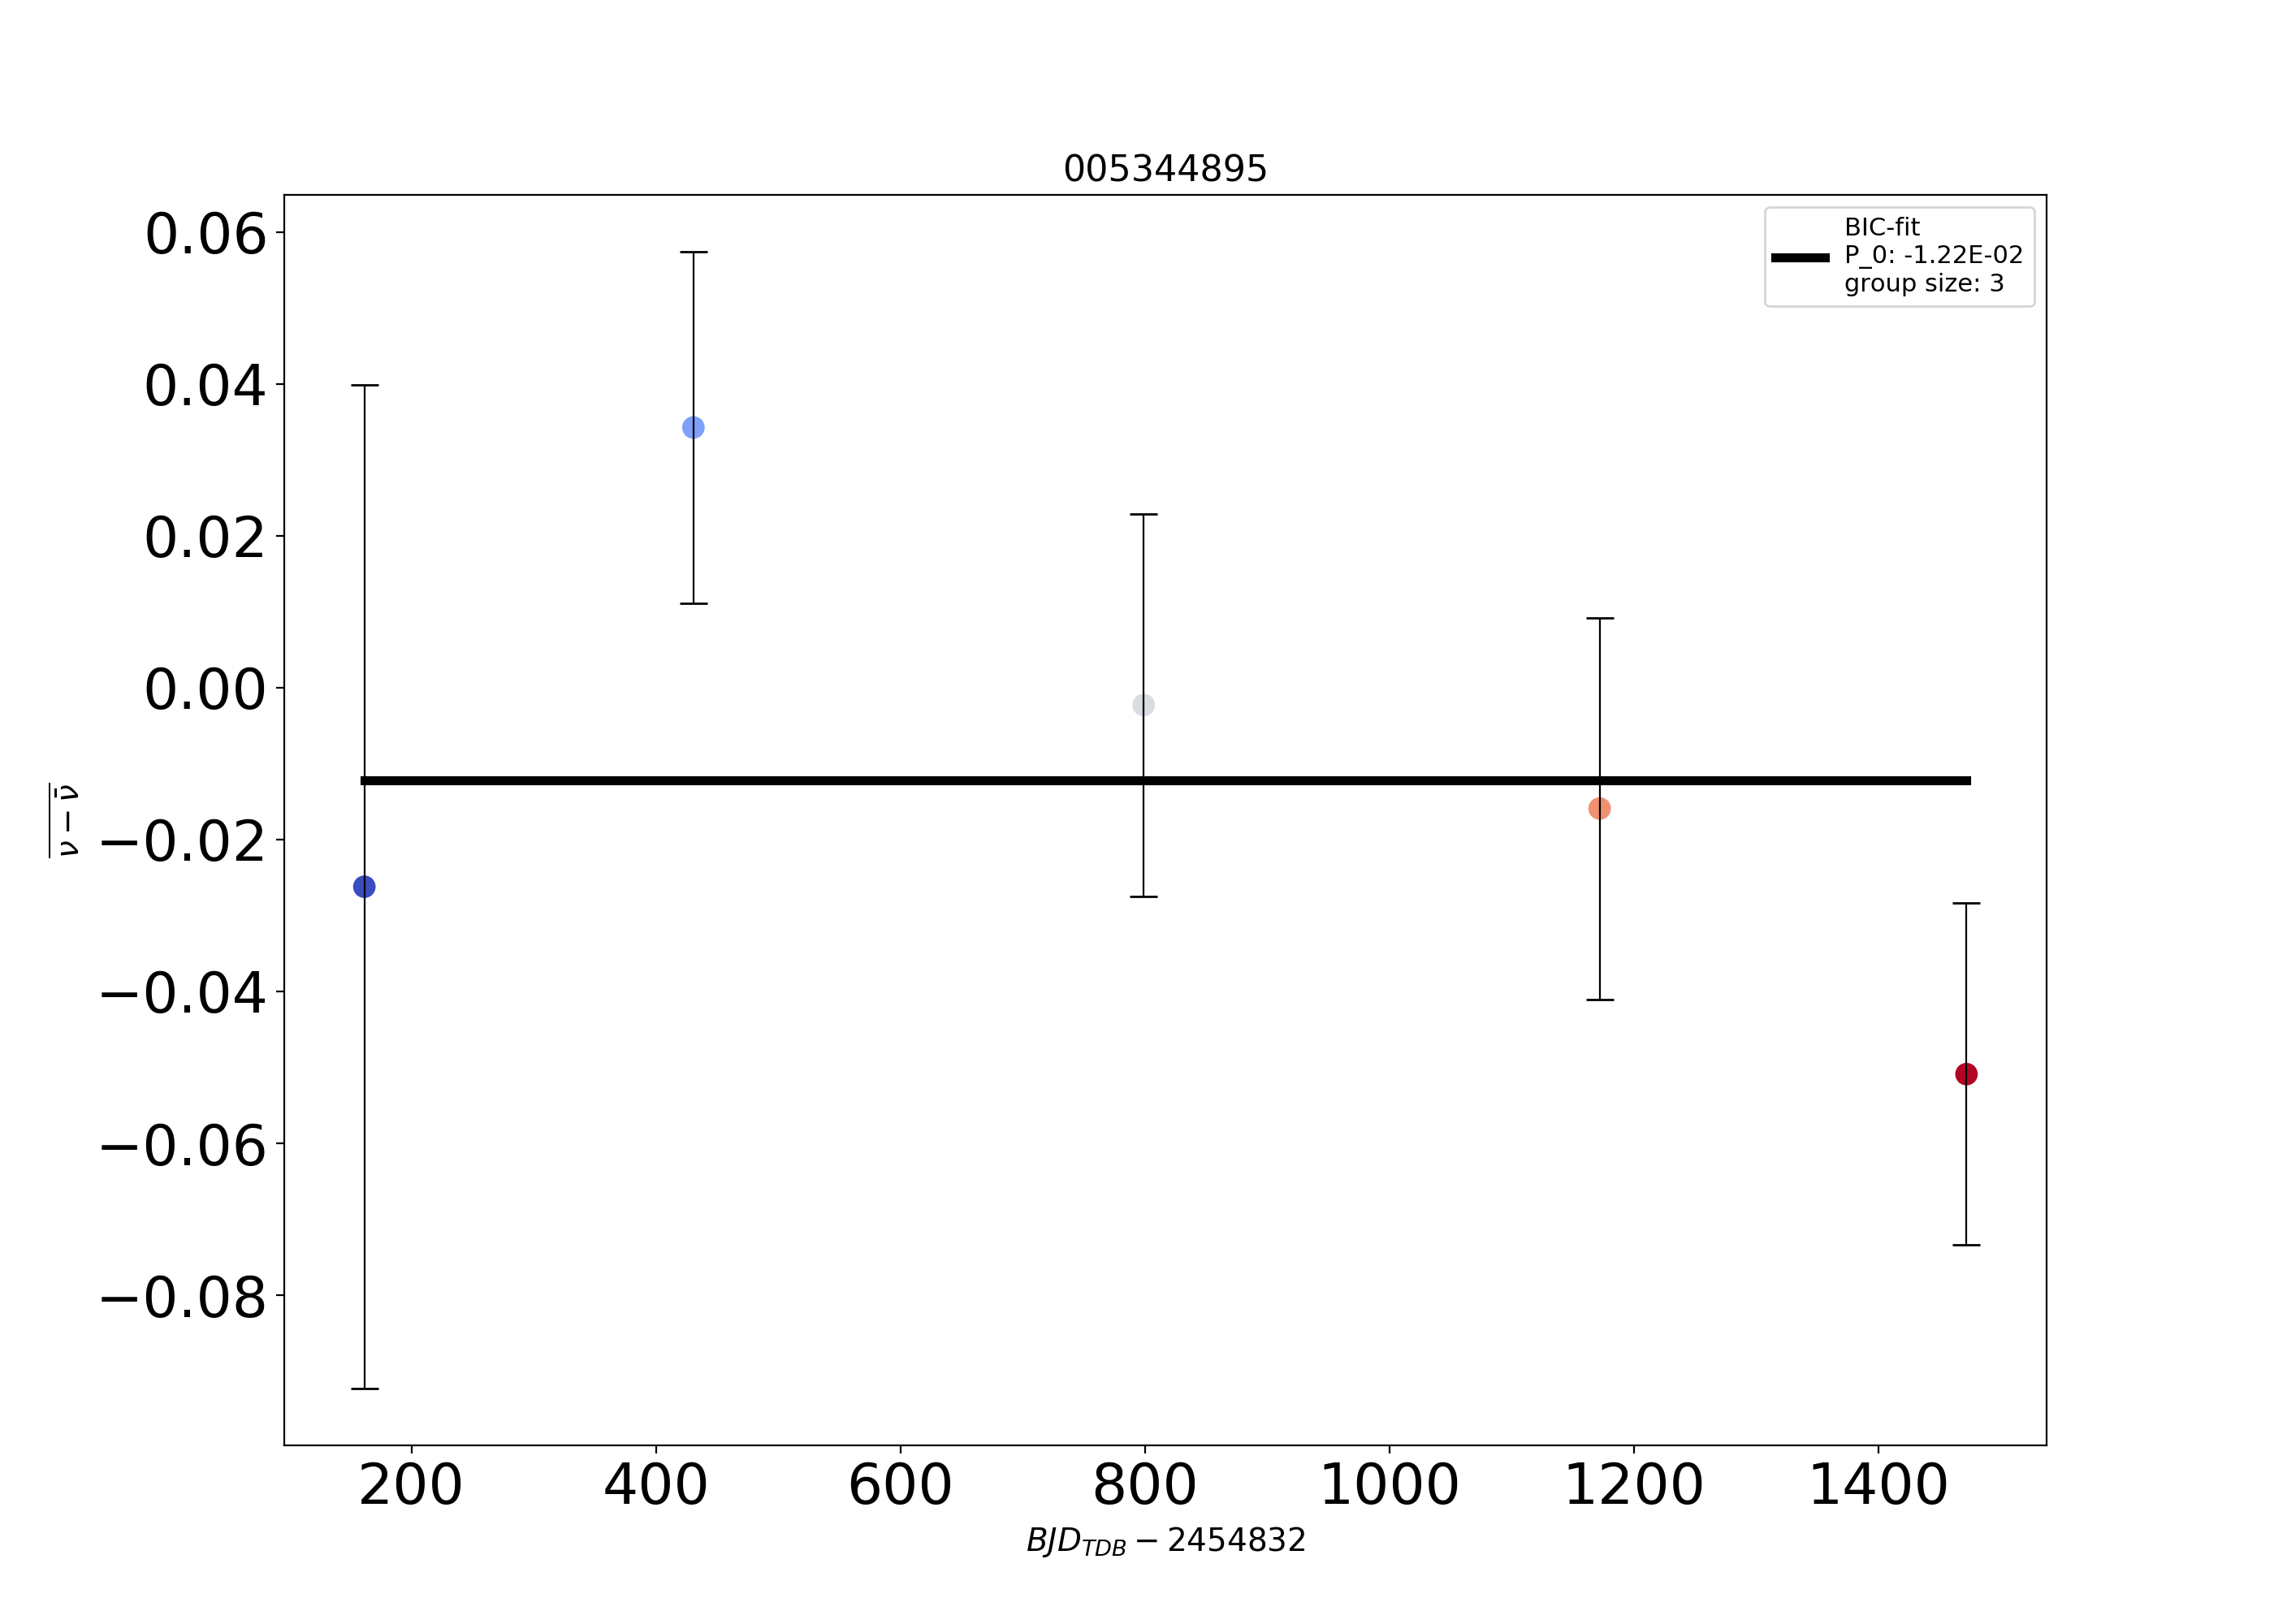 005344895
BIC-fit
P_0: -1.22E-02
group size: 3
0.06
0.04
0.02
0.00
−0.02
−0.04
−0.06
−0.08
ν − ν̄
200 400 600 800 1000 1200 1400
BJD_TDB − 2454832